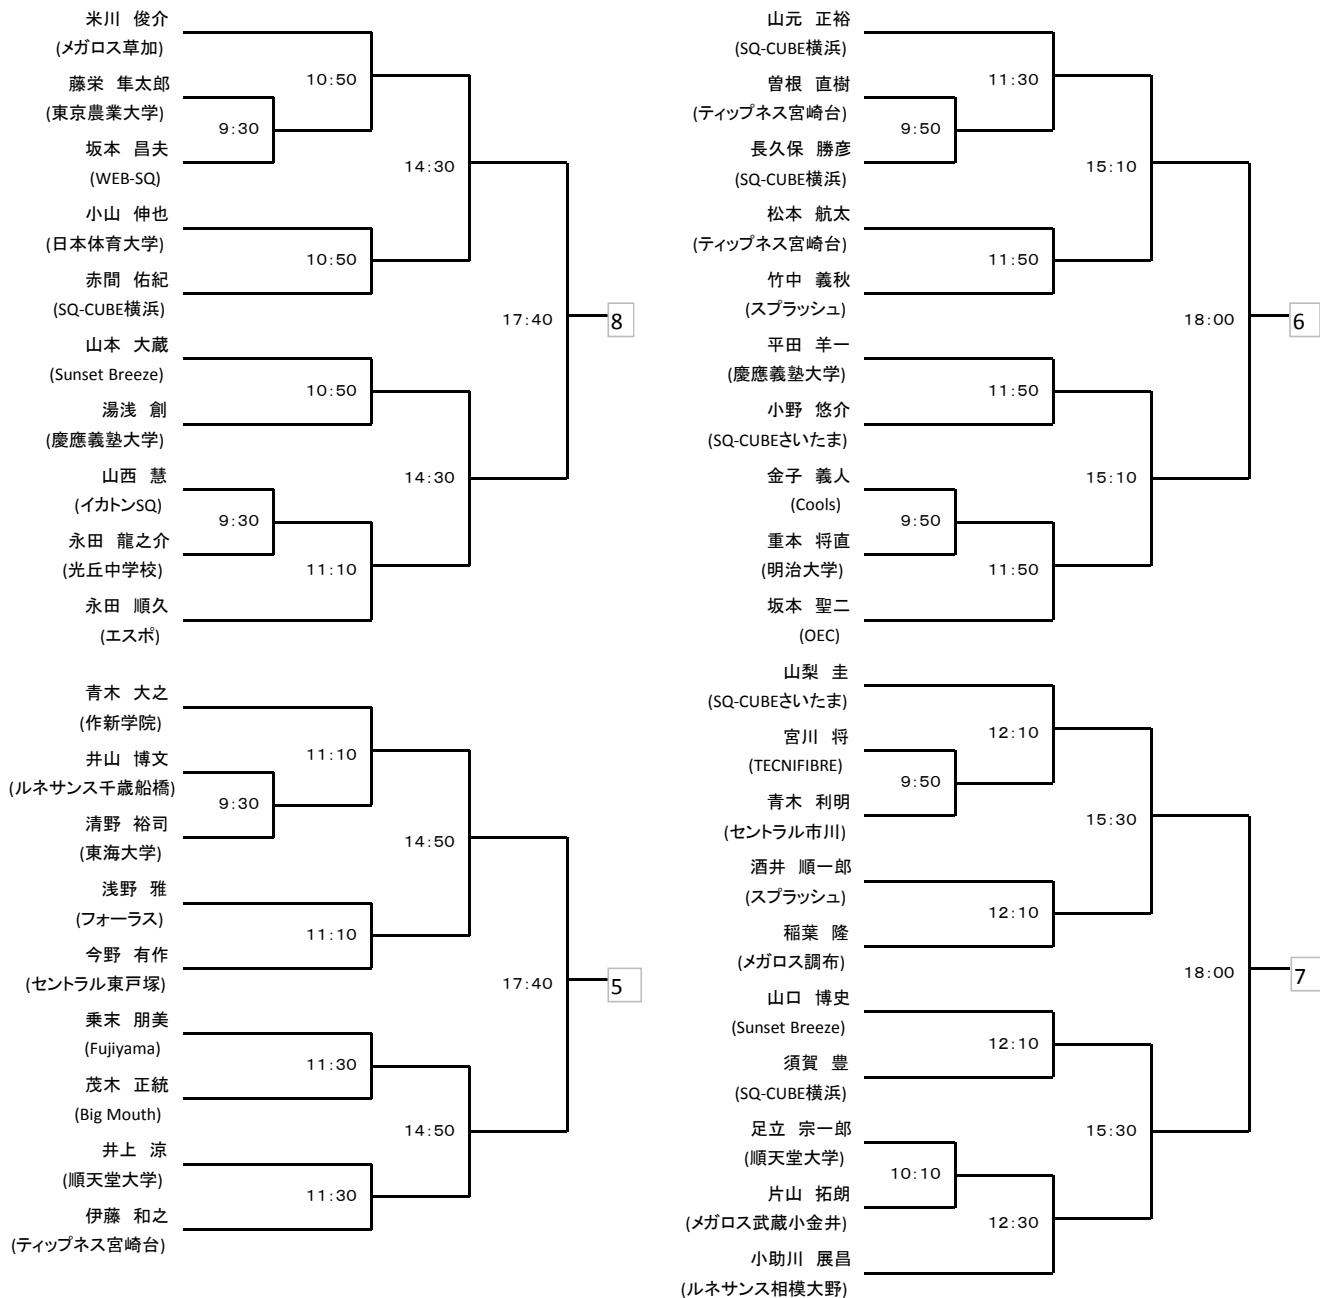 米川 俊介
(メガロス草加)
10:50
藤栄 隼太郎
(東京農業大学)
9:30
坂本 昌夫
(WEB-SQ)
14:30
小山 伸也
(日本体育大学)
10:50
赤間 佑紀
(SQ-CUBE横浜)
17:40
8
山本 大蔵
(Sunset Breeze)
10:50
湯浅 創
(慶應義塾大学)
14:30
山西 慧
(イカトンSQ)
9:30
永田 龍之介
(光丘中学校)
11:10
永田 順久
(エスポ)
青木 大之
(作新学院)
11:10
井山 博文
(ルネサンス千歳船橋)
9:30
清野 裕司
(東海大学)
14:50
浅野 雅
(フォーラス)
11:10
今野 有作
(セントラル東戸塚)
17:40
5
乗末 朋美
(Fujiyama)
11:30
茂木 正統
(Big Mouth)
14:50
井上 涼
(順天堂大学)
11:30
伊藤 和之
(ティップネス宮崎台)
山元 正裕
(SQ-CUBE横浜)
11:30
曽根 直樹
(ティップネス宮崎台)
9:50
長久保 勝彦
(SQ-CUBE横浜)
15:10
松本 航太
(ティップネス宮崎台)
11:50
竹中 義秋
(スプラッシュ)
18:00
6
平田 羊一
(慶應義塾大学)
11:50
小野 悠介
(SQ-CUBEさいたま)
15:10
金子 義人
(Cools)
9:50
重本 将直
(明治大学)
11:50
坂本 聖二
(OEC)
山梨 圭
(SQ-CUBEさいたま)
12:10
宮川 将
(TECNIFIBRE)
9:50
青木 利明
(セントラル市川)
15:30
酒井 順一郎
(スプラッシュ)
12:10
稲葉 隆
(メガロス調布)
18:00
7
山口 博史
(Sunset Breeze)
12:10
須賀 豊
(SQ-CUBE横浜)
15:30
足立 宗一郎
(順天堂大学)
10:10
片山 拓朗
(メガロス武蔵小金井)
12:30
小助川 展昌
(ルネサンス相模大野)